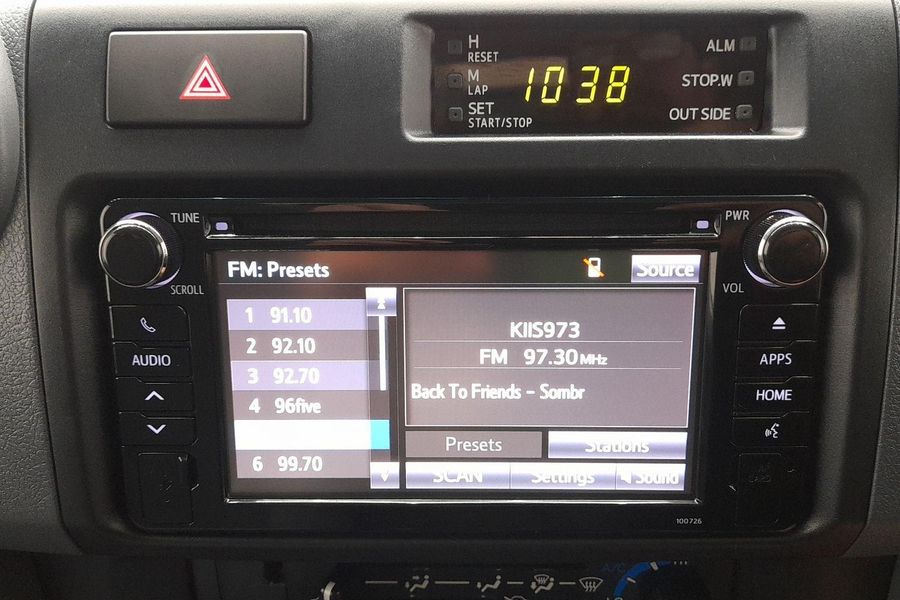 H
RESET
M
LAP
SET
START/STOP
1038
ALM
STOP.W
OUT SIDE
TUNE
SCROLL
PWR
VOL
FM: Presets
Source
1 91.10
2 92.10
3 92.70
4 96five
6 99.70
KIIS973
FM 97.30 MHz
Back To Friends - Sombr
Presets
Stations
SCAN
Settings
Sound
AUDIO
APPS
HOME
100726
A/C